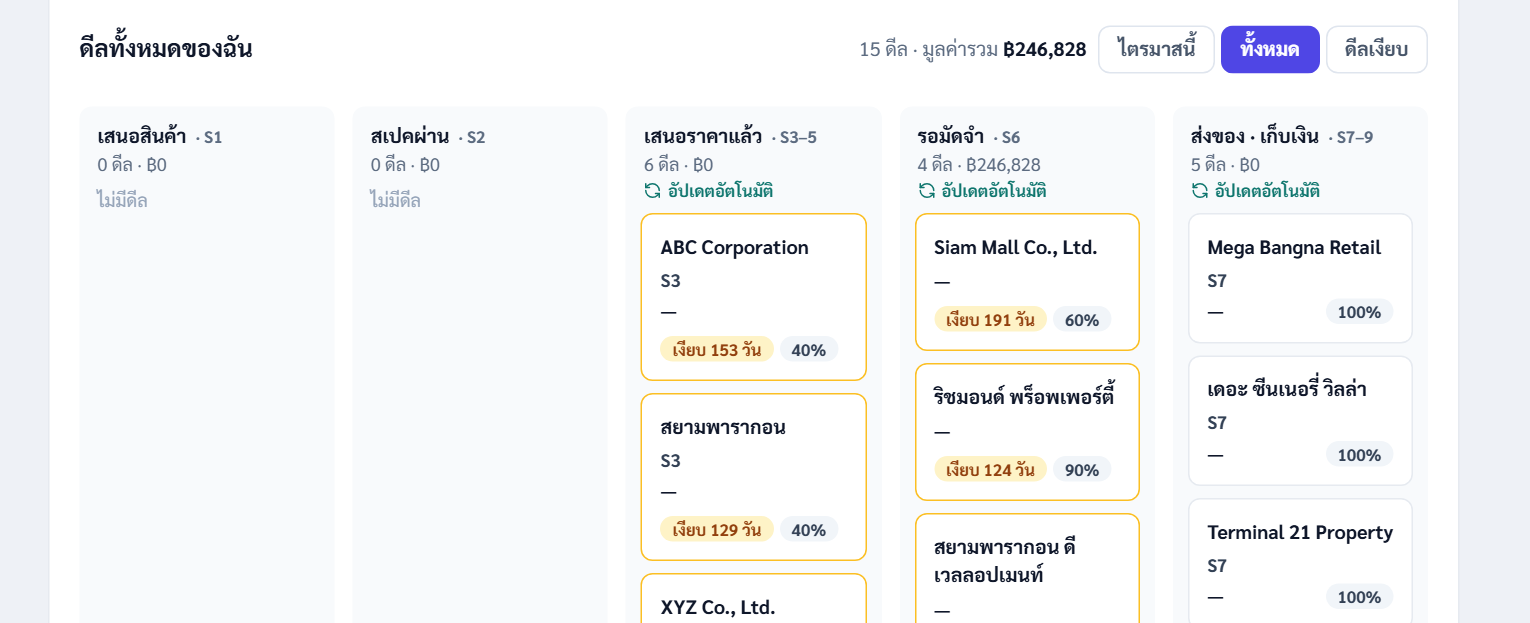 ดีลทั้งหมดของฉัน
15 ดีล · มูลค่ารวม ฿246,828 ไตรมาสนี้ ทั้งหมด ดีลเงียบ
เสนอสินค้า · S1
0 ดีล · ฿0
ไม่มีดีล
สเปคผ่าน · S2
0 ดีล · ฿0
ไม่มีดีล
เสนอราคาแล้ว · S3–5
6 ดีล · ฿0
อัปเดตอัตโนมัติ
ABC Corporation
S3
—
เงียบ 153 วัน 40%
สยามพารากอน
S3
—
เงียบ 129 วัน 40%
XYZ Co., Ltd.
รอมัดจำ · S6
4 ดีล · ฿246,828
อัปเดตอัตโนมัติ
Siam Mall Co., Ltd.
—
เงียบ 191 วัน 60%
ริชมอนด์ พร็อพเพอร์ตี้
—
เงียบ 124 วัน 90%
สยามพารากอน ดี
เวลลอปเมนท์
—
ส่งของ · เก็บเงิน · S7–9
5 ดีล · ฿0
อัปเดตอัตโนมัติ
Mega Bangna Retail
S7
— 100%
เดอะ ซีนเนอรี่ วิลล่า
S7
— 100%
Terminal 21 Property
S7
— 100%